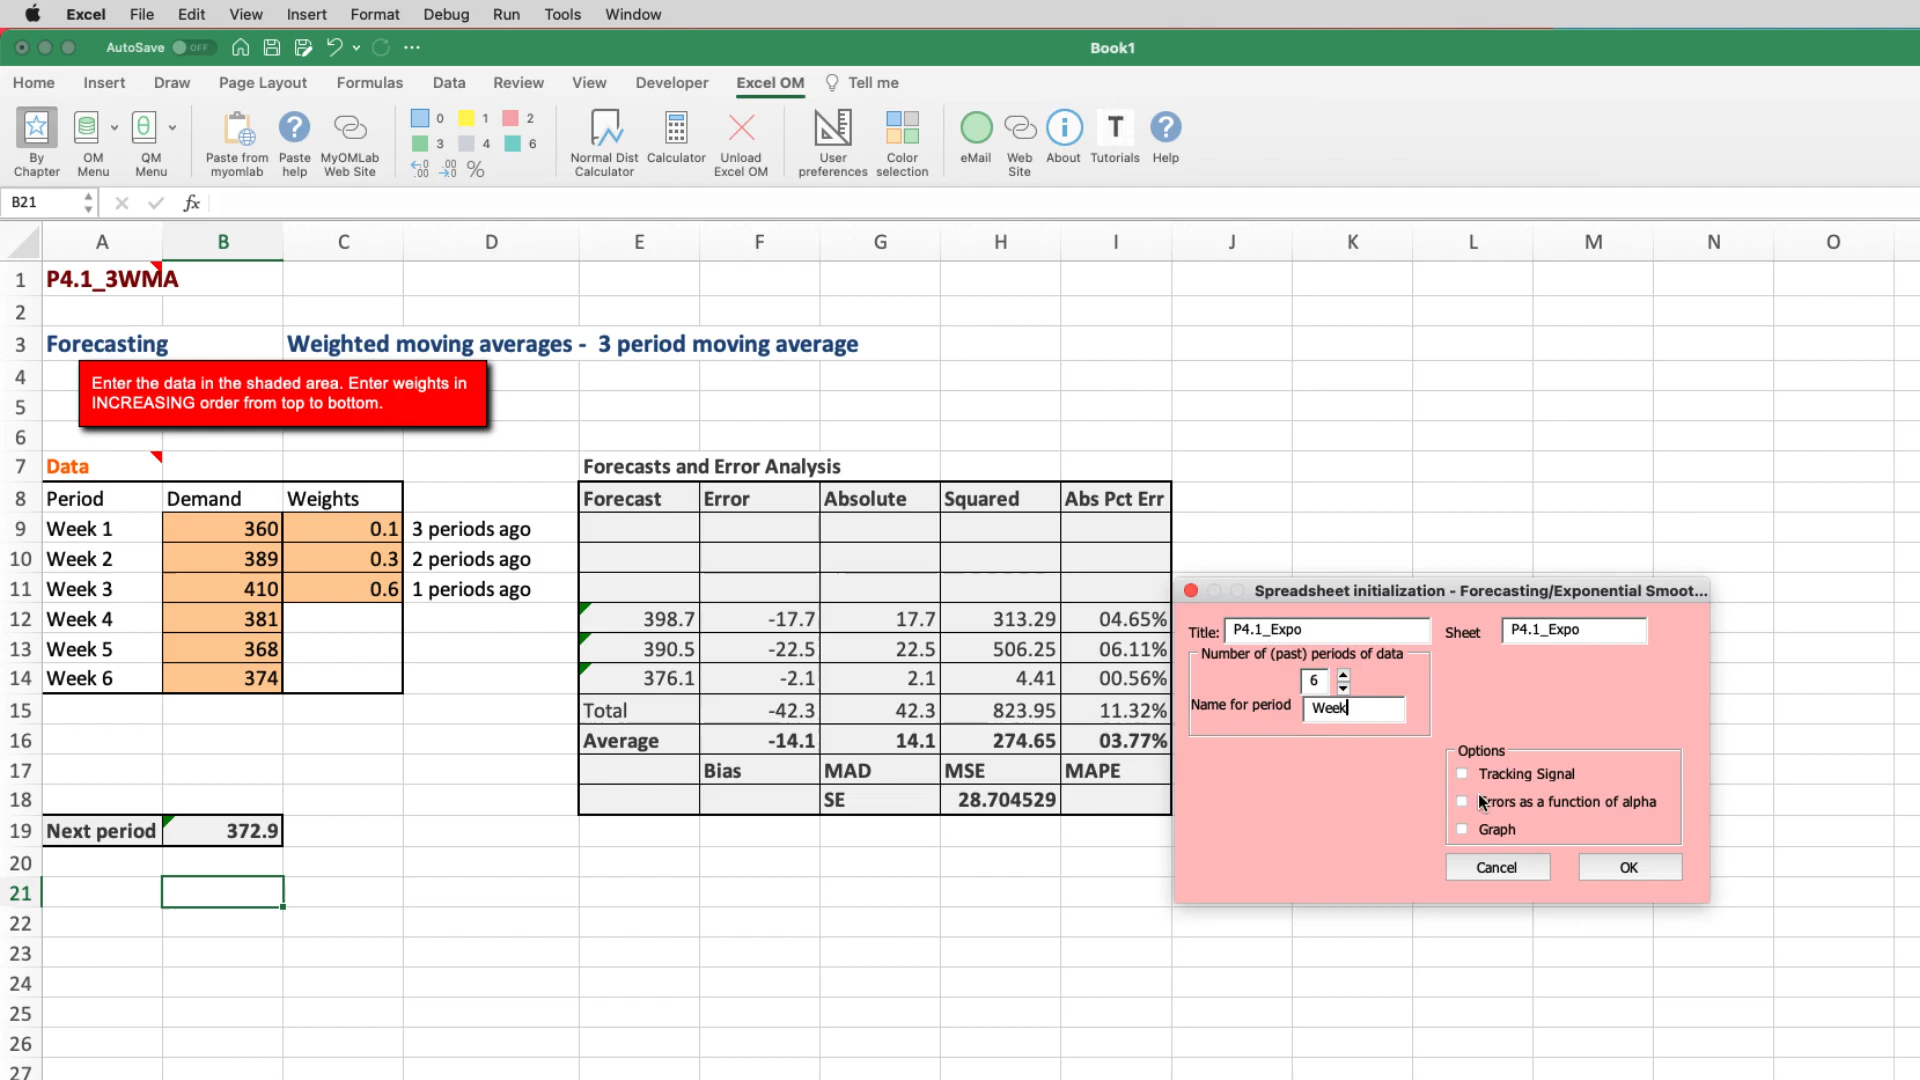 Excel File Edit View Insert Format Debug Run Tools Window
AutoSave OFF ... Book1
Home Insert Draw Page Layout Formulas Data Review View Developer Excel OM Tell me
By Chapter
OM Menu
QM Menu
Paste from myomlab
Paste help
MyOMLab Web Site
0 1 2
3 4 6
.00 .00 %
Normal Dist Calculator
Calculator
Unload Excel OM
User preferences
Color selection
eMail
Web Site
About
Tutorials
Help
B21 fx
A B C D E F G H I J K L M N O
1 P4.1_3WMA
2
3 Forecasting Weighted moving averages - 3 period moving average
4
Enter the data in the shaded area. Enter weights in
INCREASING order from top to bottom.
5
6
7 Data Forecasts and Error Analysis
8 Period Demand Weights Forecast Error Absolute Squared Abs Pct Err
9 Week 1 360 0.1 3 periods ago
10 Week 2 389 0.3 2 periods ago
11 Week 3 410 0.6 1 periods ago
12 Week 4 381 398.7 -17.7 17.7 313.29 04.65%
13 Week 5 368 390.5 -22.5 22.5 506.25 06.11%
14 Week 6 374 376.1 -2.1 2.1 4.41 00.56%
15 Total -42.3 42.3 823.95 11.32%
16 Average -14.1 14.1 274.65 03.77%
17 Bias MAD MSE MAPE
18 SE 28.704529
19 Next period 372.9
20
21
22
23
24
25
26
27
Spreadsheet initialization - Forecasting/Exponential Smoot...
Title: P4.1_Expo Sheet P4.1_Expo
Number of (past) periods of data
6
Name for period Week
Options
Tracking Signal
as a function of alpha
Graph
Cancel OK